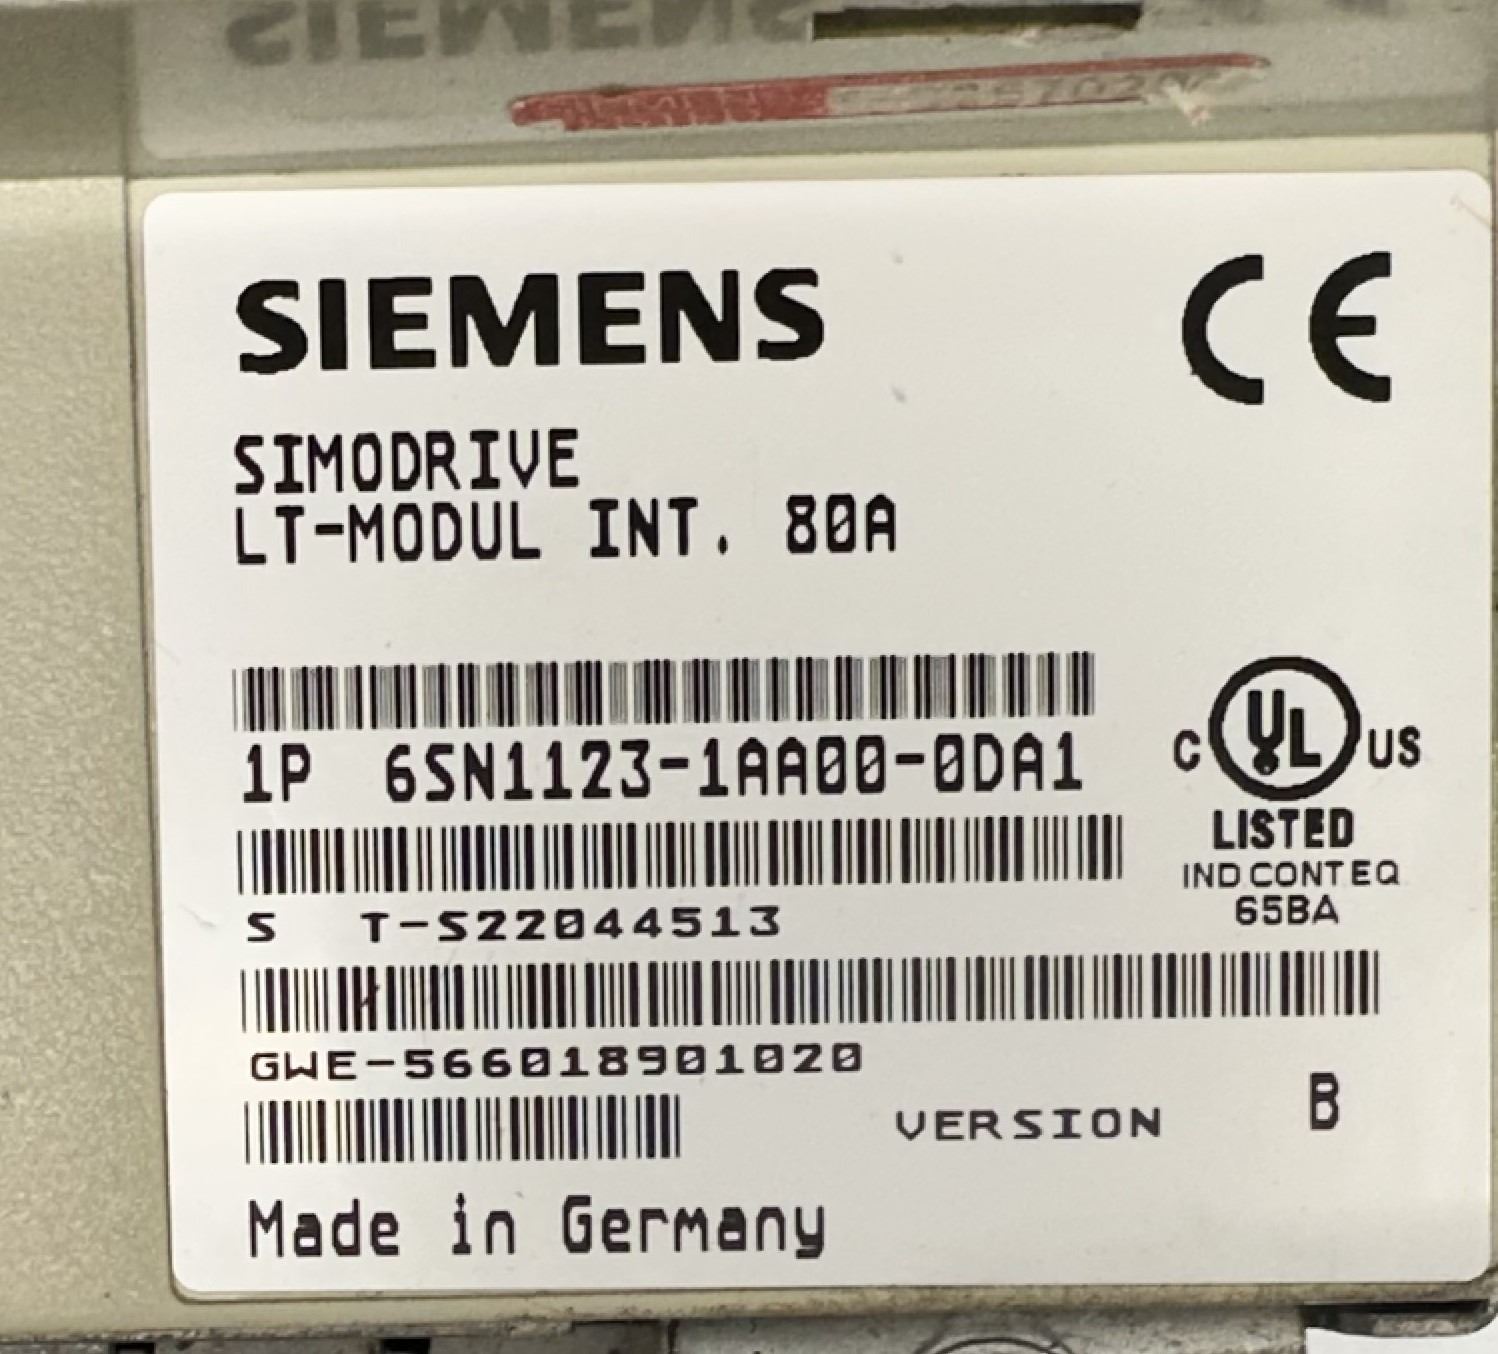 SIEMENS
SIEMENS
SIMODRIVE
LT-MODUL INT. 80A
1P 6SN1123-1AA00-0DA1
C UL US
LISTED
IND CONT EQ
65BA
S T-S22044513
GWE-566018901020
VERSION B
Made in Germany